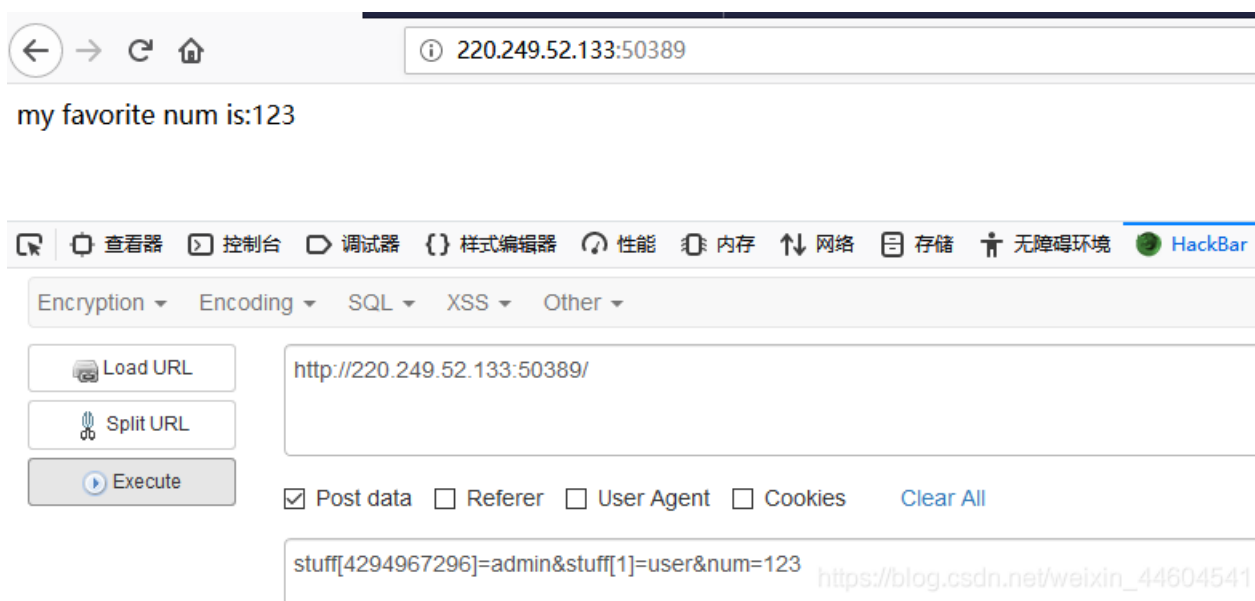 220.249.52.133:50389
my favorite num is:123
查看器 控制台 调试器 {} 样式编辑器 性能 内存 网络 存储 无障碍环境 HackBar
Encryption Encoding SQL XSS Other
Load URL
http://220.249.52.133:50389/
Split URL
Execute
Post data Referer User Agent Cookies Clear All
stuff[4294967296]=admin&stuff[1]=user&num=123
https://blog.csdn.net/weixin_44604541